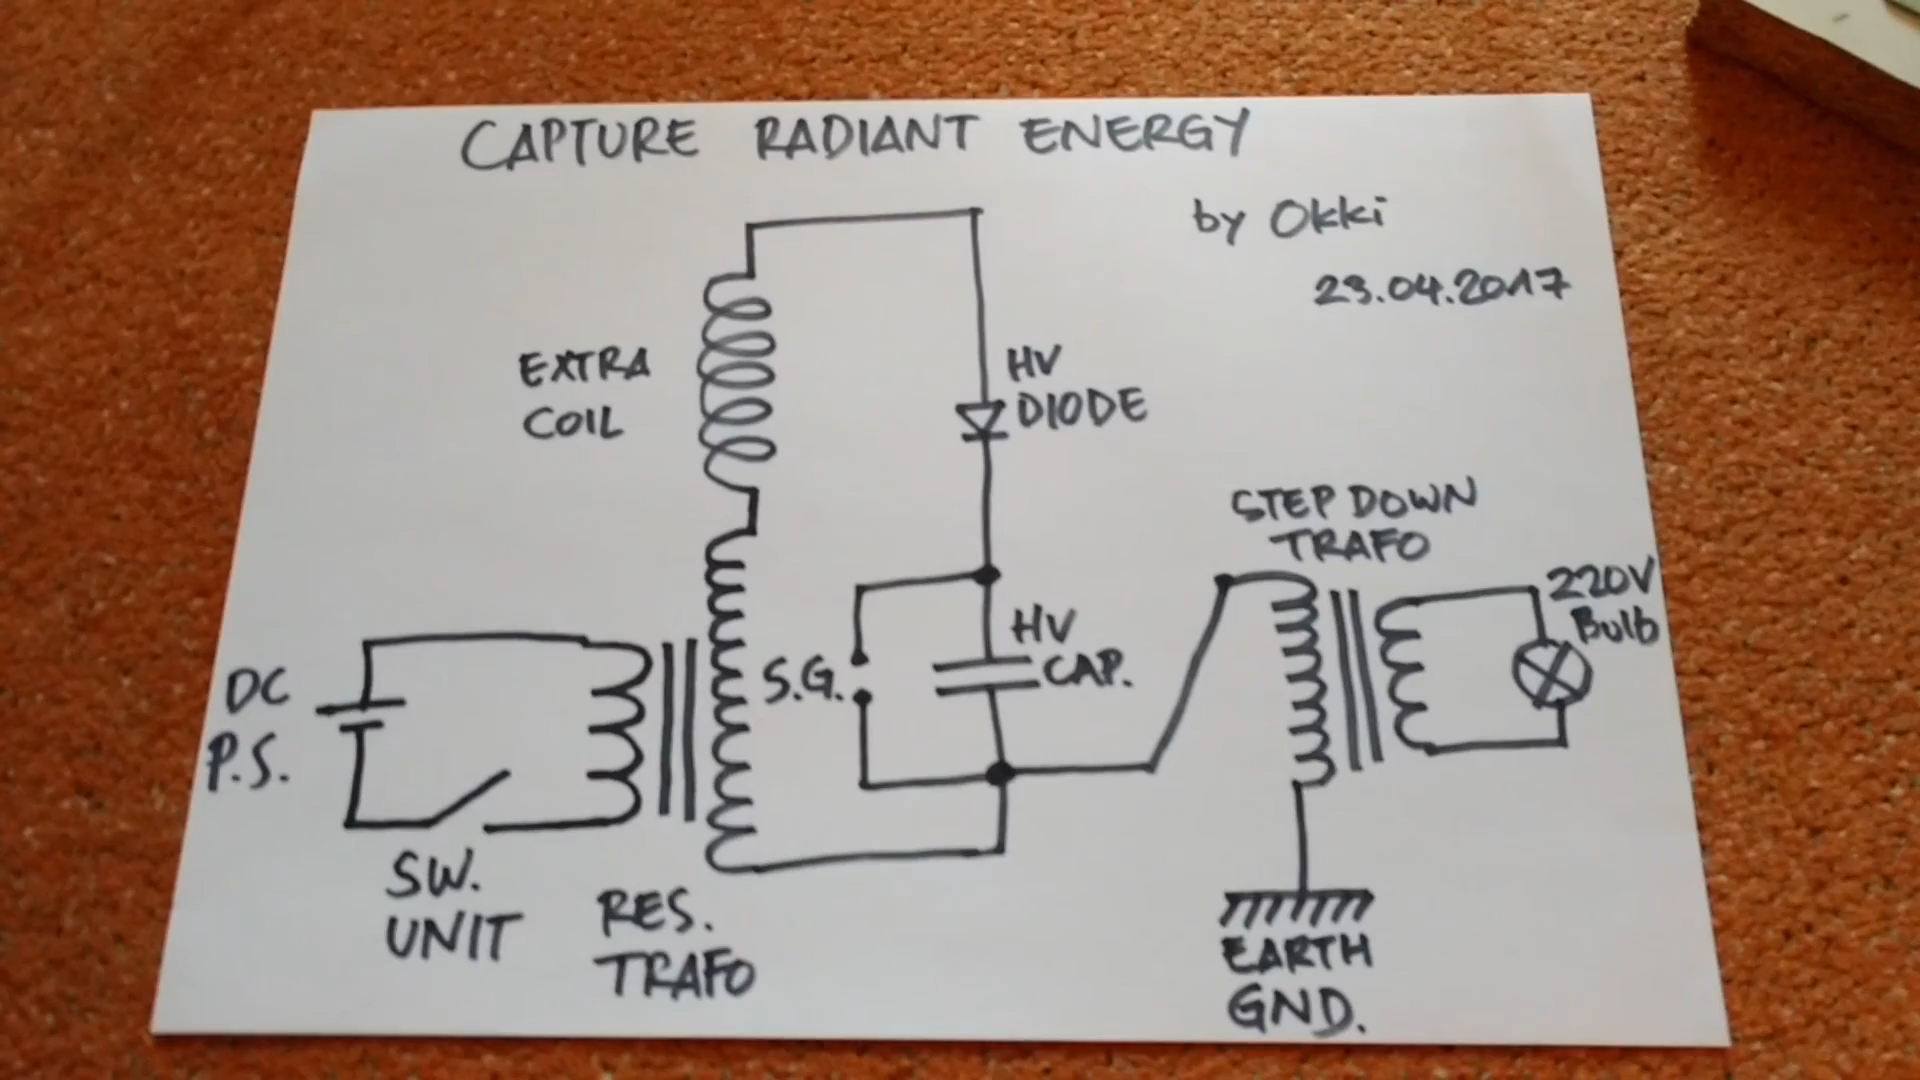 CAPTURE RADIANT ENERGY
by Okki
23.04.2017
EXTRA
COIL
HV
DIODE
STEP DOWN
TRAFO
220V
Bulb
HV
CAP.
S.G.
DC
P.S.
SW.
UNIT
RES.
TRAFO
EARTH
GND.